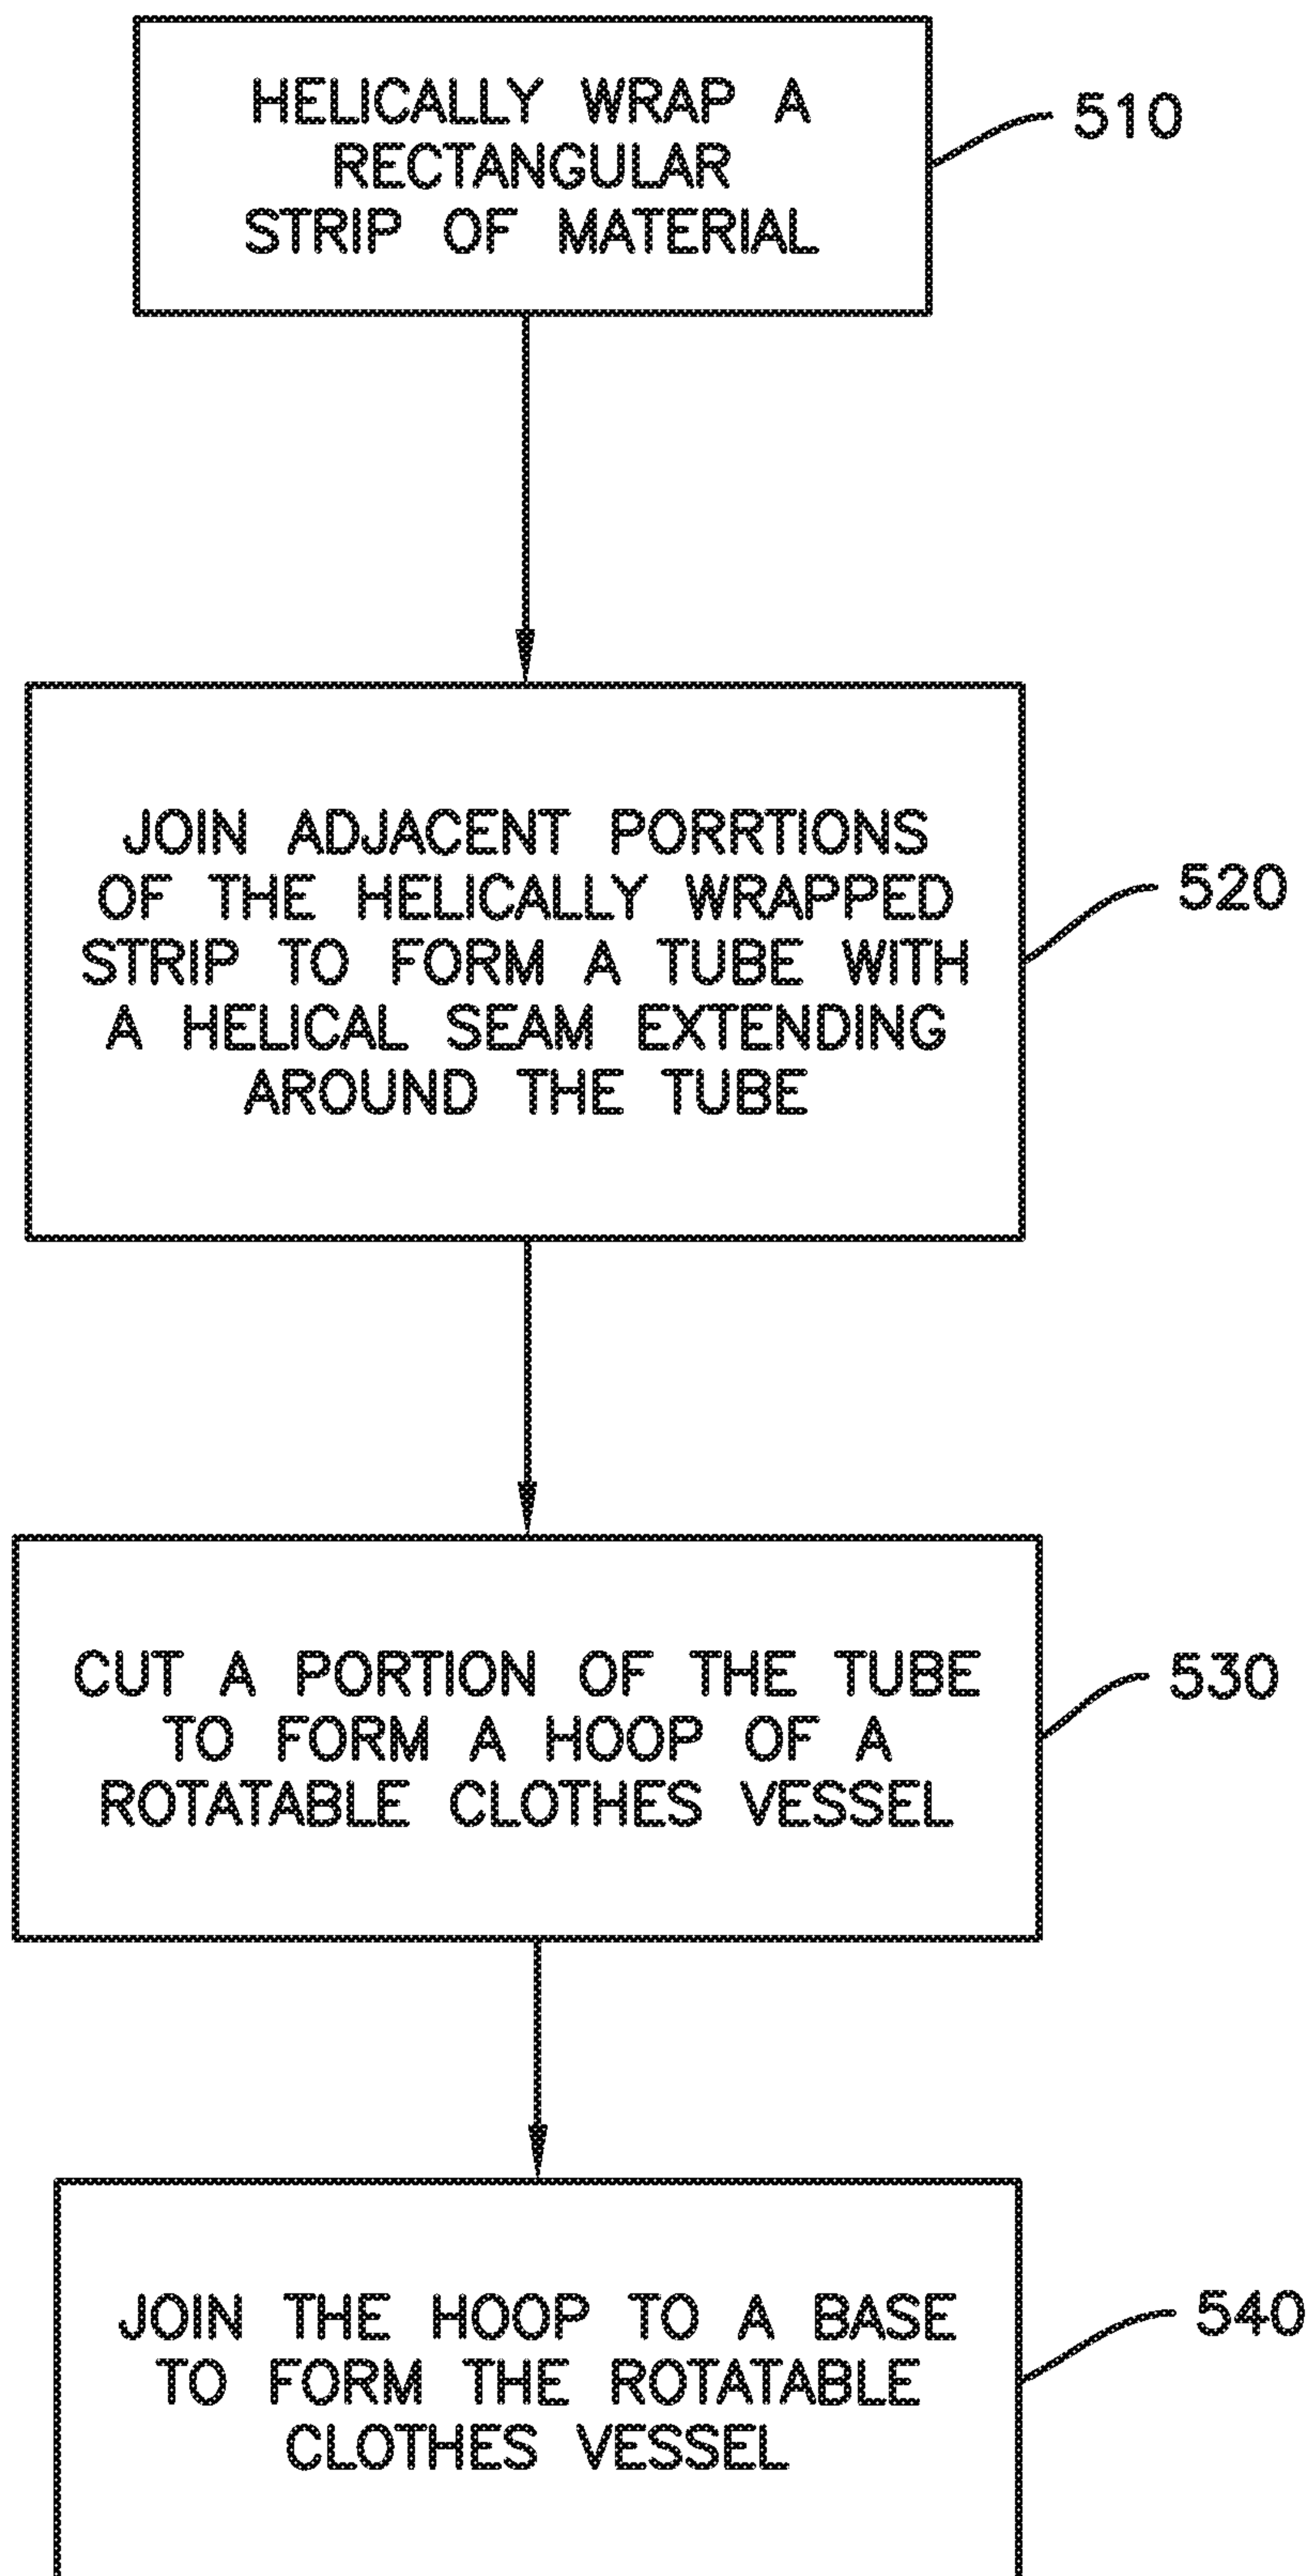 HELICALLY WRAP A
RECTANGULAR
STRIP OF MATERIAL
510
JOIN ADJACENT PORRTIONS
OF THE HELICALLY WRAPPED
STRIP TO FORM A TUBE WITH
A HELICAL SEAM EXTENDING
AROUND THE TUBE
520
CUT A PORTION OF THE TUBE
TO FORM A HOOP OF A
ROTATABLE CLOTHES VESSEL
530
JOIN THE HOOP TO A BASE
TO FORM THE ROTATABLE
CLOTHES VESSEL
540